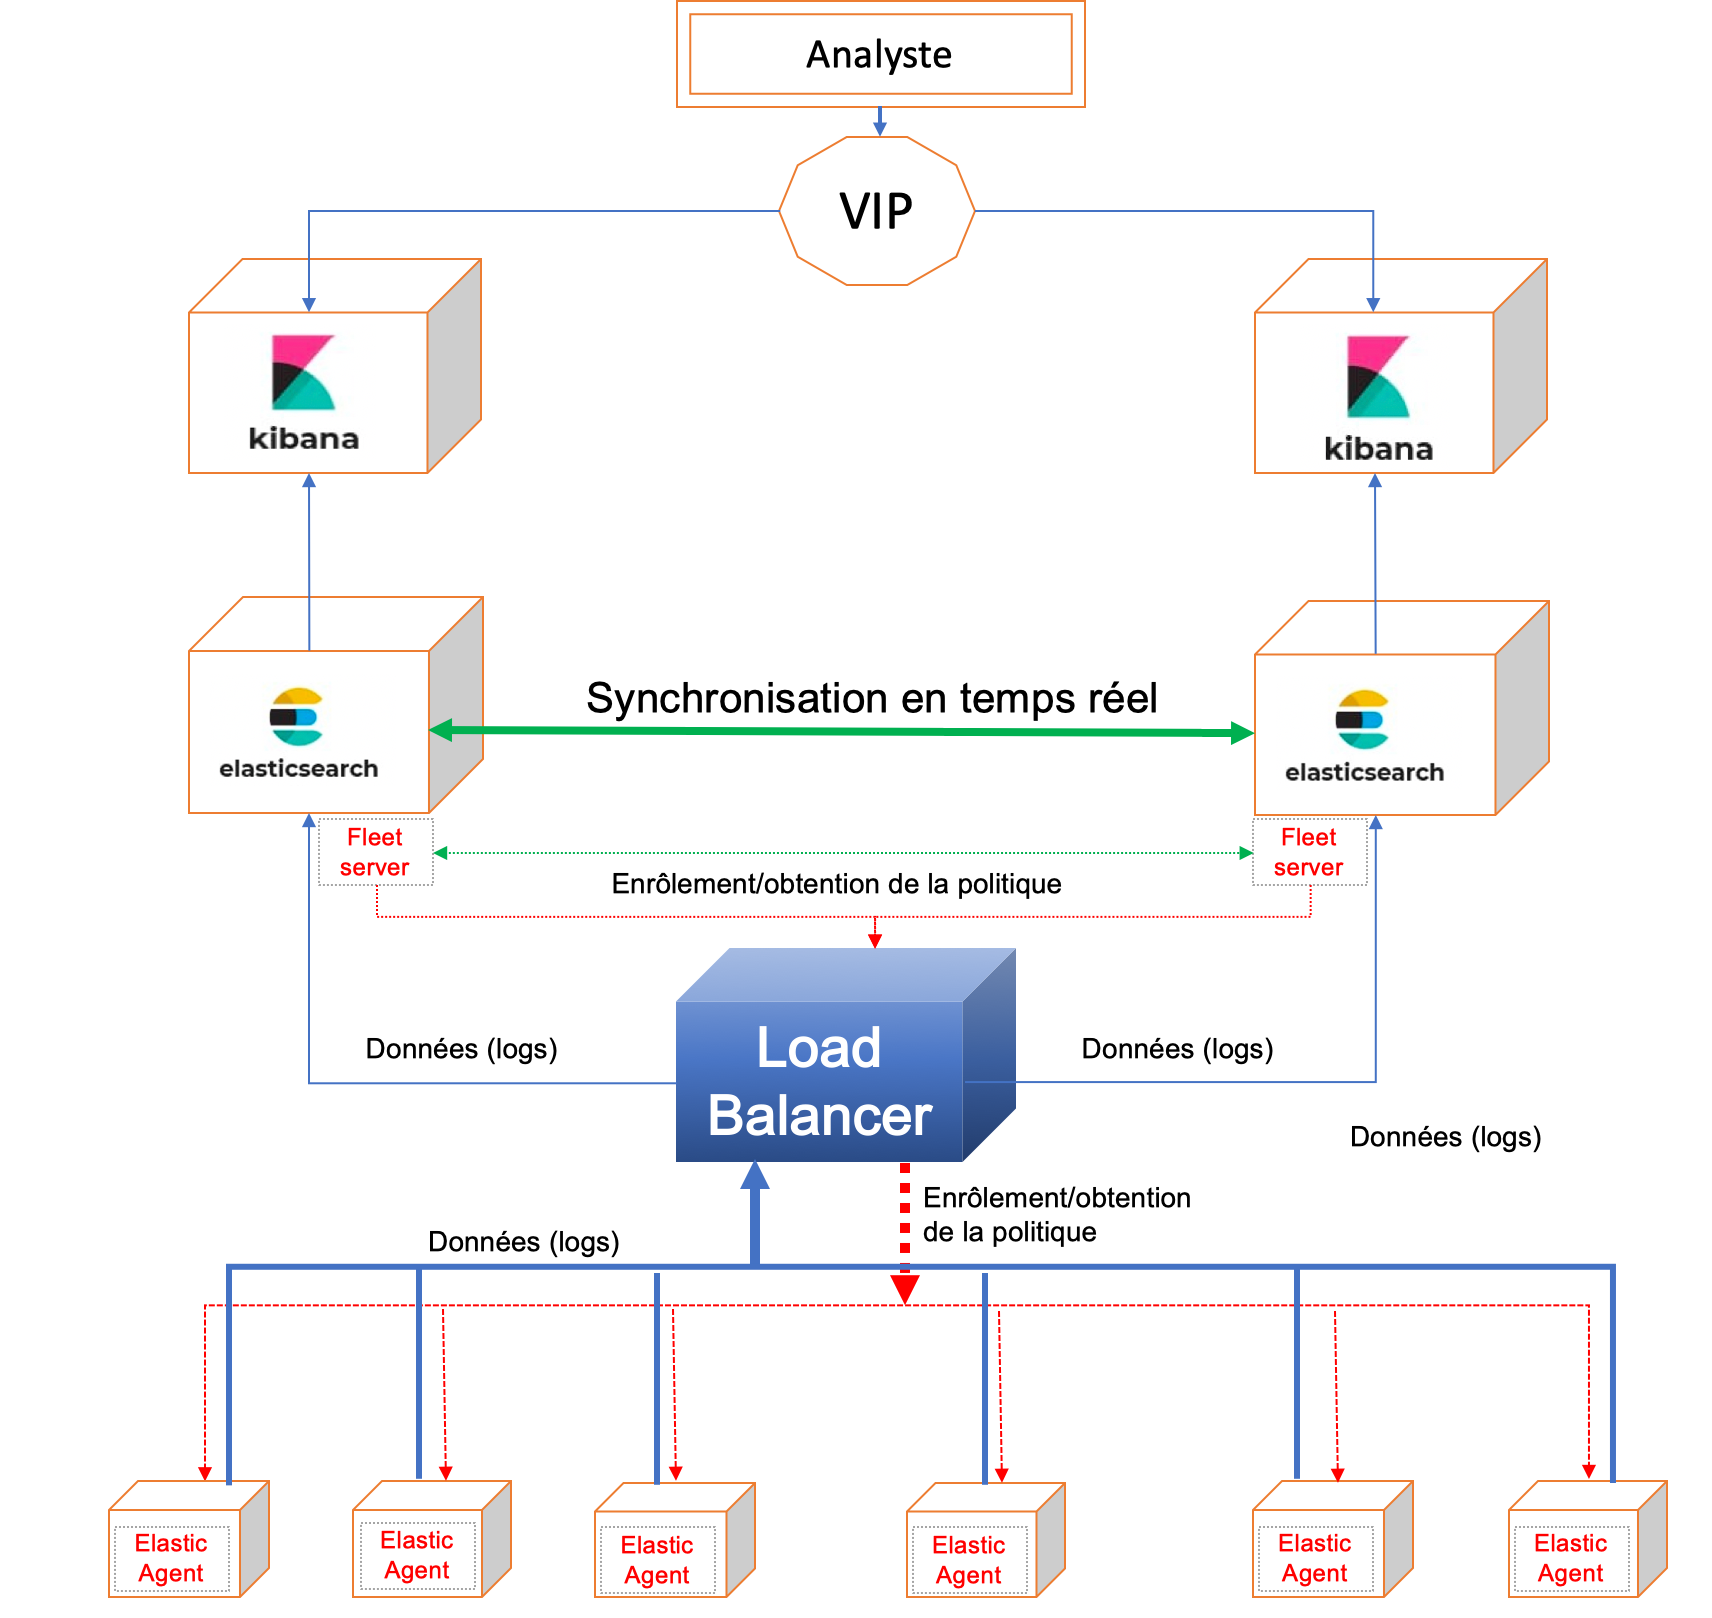 Analyste
VIP
kibana
kibana
Synchronisation en temps réel
elasticsearch
elasticsearch
Fleet
server
Fleet
server
Enrôlement/obtention de la politique
Load
Balancer
Données (logs)
Données (logs)
Données (logs)
Enrôlement/obtention
de la politique
Données (logs)
Elastic
Agent
Elastic
Agent
Elastic
Agent
Elastic
Agent
Elastic
Agent
Elastic
Agent